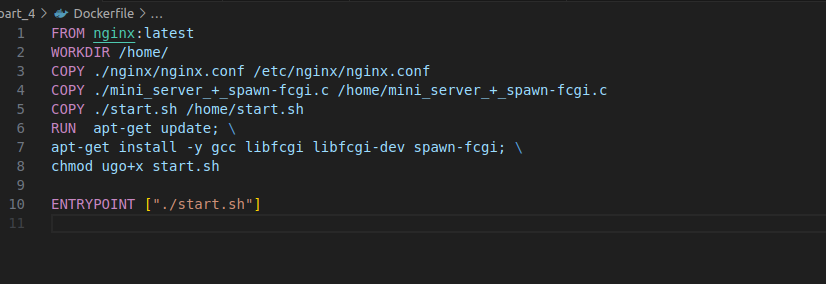 part_4 > Dockerfile > ...
1 FROM nginx:latest
2 WORKDIR /home/
3 COPY ./nginx/nginx.conf /etc/nginx/nginx.conf
4 COPY ./mini_server_+_spawn-fcgi.c /home/mini_server_+_spawn-fcgi.c
5 COPY ./start.sh /home/start.sh
6 RUN  apt-get update; \
7 apt-get install -y gcc libfcgi libfcgi-dev spawn-fcgi; \
8 chmod ugo+x start.sh
9
10 ENTRYPOINT ["./start.sh"]
11